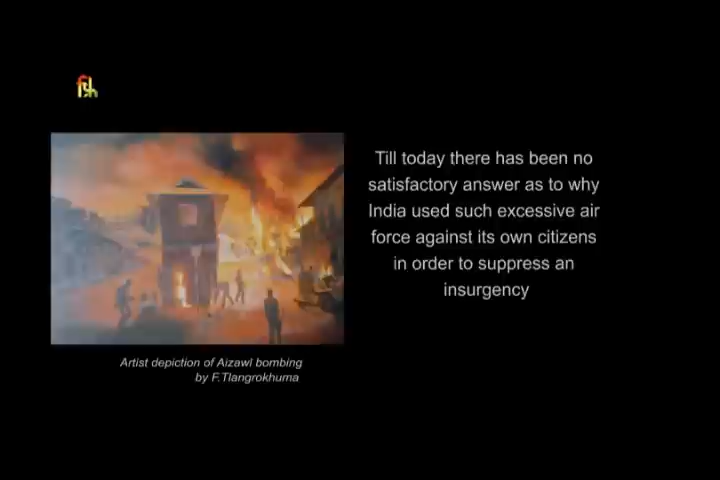 Till today there has been no
satisfactory answer as to why
India used such excessive air
force against its own citizens
in order to suppress an
insurgency
Artist depiction of Aizawl bombing
by F.Tlangrokhuma